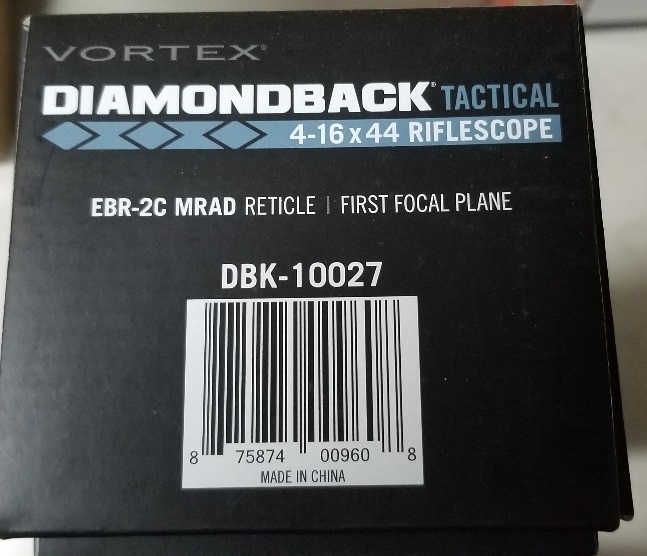 VORTEX®
DIAMONDBACK® TACTICAL
4-16 x 44 RIFLESCOPE
EBR-2C MRAD RETICLE | FIRST FOCAL PLANE
DBK-10027
8 75874 00960 8
MADE IN CHINA